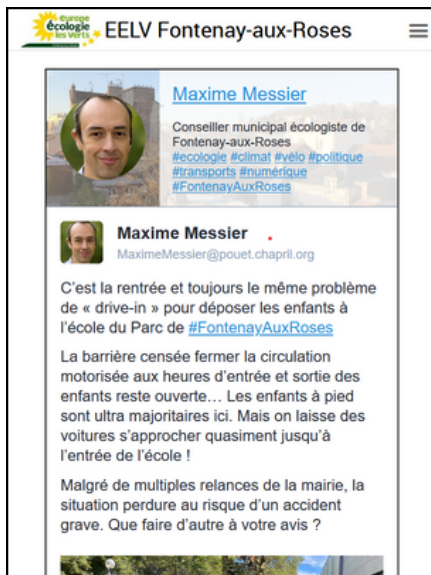 europe
écologie
les verts
EELV Fontenay-aux-Roses
Maxime Messier
Conseiller municipal écologiste de
Fontenay-aux-Roses
#ecologie #climat #vélo #politique
#transports #numérique
#FontenayAuxRoses
Maxime Messier
MaximeMessier@pouet.chapril.org
C'est la rentrée et toujours le même problème
de « drive-in » pour déposer les enfants à
l'école du Parc de #FontenayAuxRoses
La barrière censée fermer la circulation
motorisée aux heures d'entrée et sortie des
enfants reste ouverte… Les enfants à pied
sont ultra majoritaires ici. Mais on laisse des
voitures s'approcher quasiment jusqu'à
l'entrée de l'école !
Malgré de multiples relances de la mairie, la
situation perdure au risque d'un accident
grave. Que faire d'autre à votre avis ?